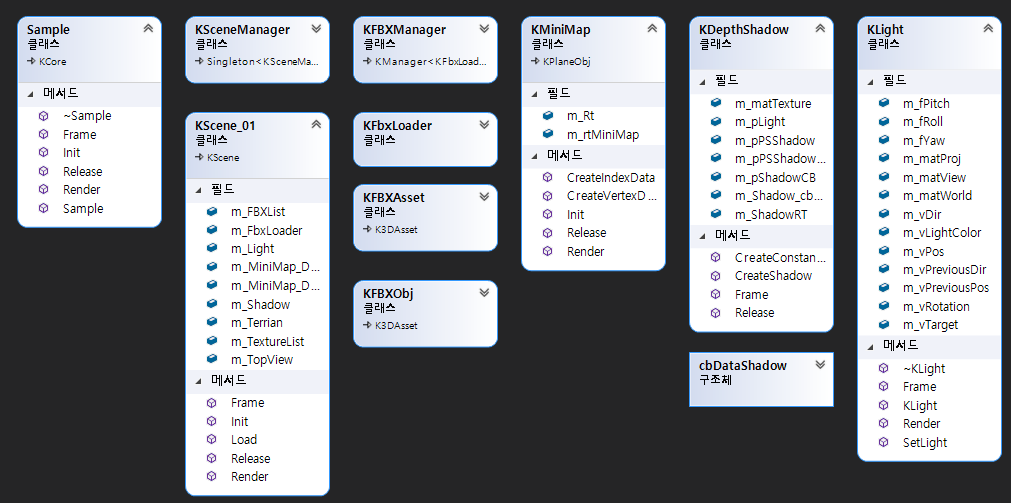 Sample
클래스
KCore
메서드
~Sample
Frame
Init
Release
Render
Sample
KSceneManager
클래스
Singleton<KSceneMa...
KScene_01
클래스
KScene
필드
m_FBXList
m_FbxLoader
m_Light
m_MiniMap_D...
m_MiniMap_D...
m_Shadow
m_Terrian
m_TextureList
m_TopView
메서드
Frame
Init
Load
Release
Render
KFBXManager
클래스
KManager<KFbxLoad...
KFbxLoader
클래스
KFBXAsset
클래스
K3DAsset
KFBXObj
클래스
K3DAsset
KMiniMap
클래스
KPlaneObj
필드
m_Rt
m_rtMiniMap
메서드
CreateIndexData
CreateVertexD...
Init
Release
Render
KDepthShadow
클래스
필드
m_matTexture
m_pLight
m_pPSShadow
m_pPSShadow...
m_pShadowCB
m_Shadow_cb...
m_ShadowRT
메서드
CreateConstan...
CreateShadow
Frame
Release
cbDataShadow
구조체
KLight
클래스
필드
m_fPitch
m_fRoll
m_fYaw
m_matProj
m_matView
m_matWorld
m_vDir
m_vLightColor
m_vPos
m_vPreviousDir
m_vPreviousPos
m_vRotation
m_vTarget
메서드
~KLight
Frame
KLight
Render
SetLight